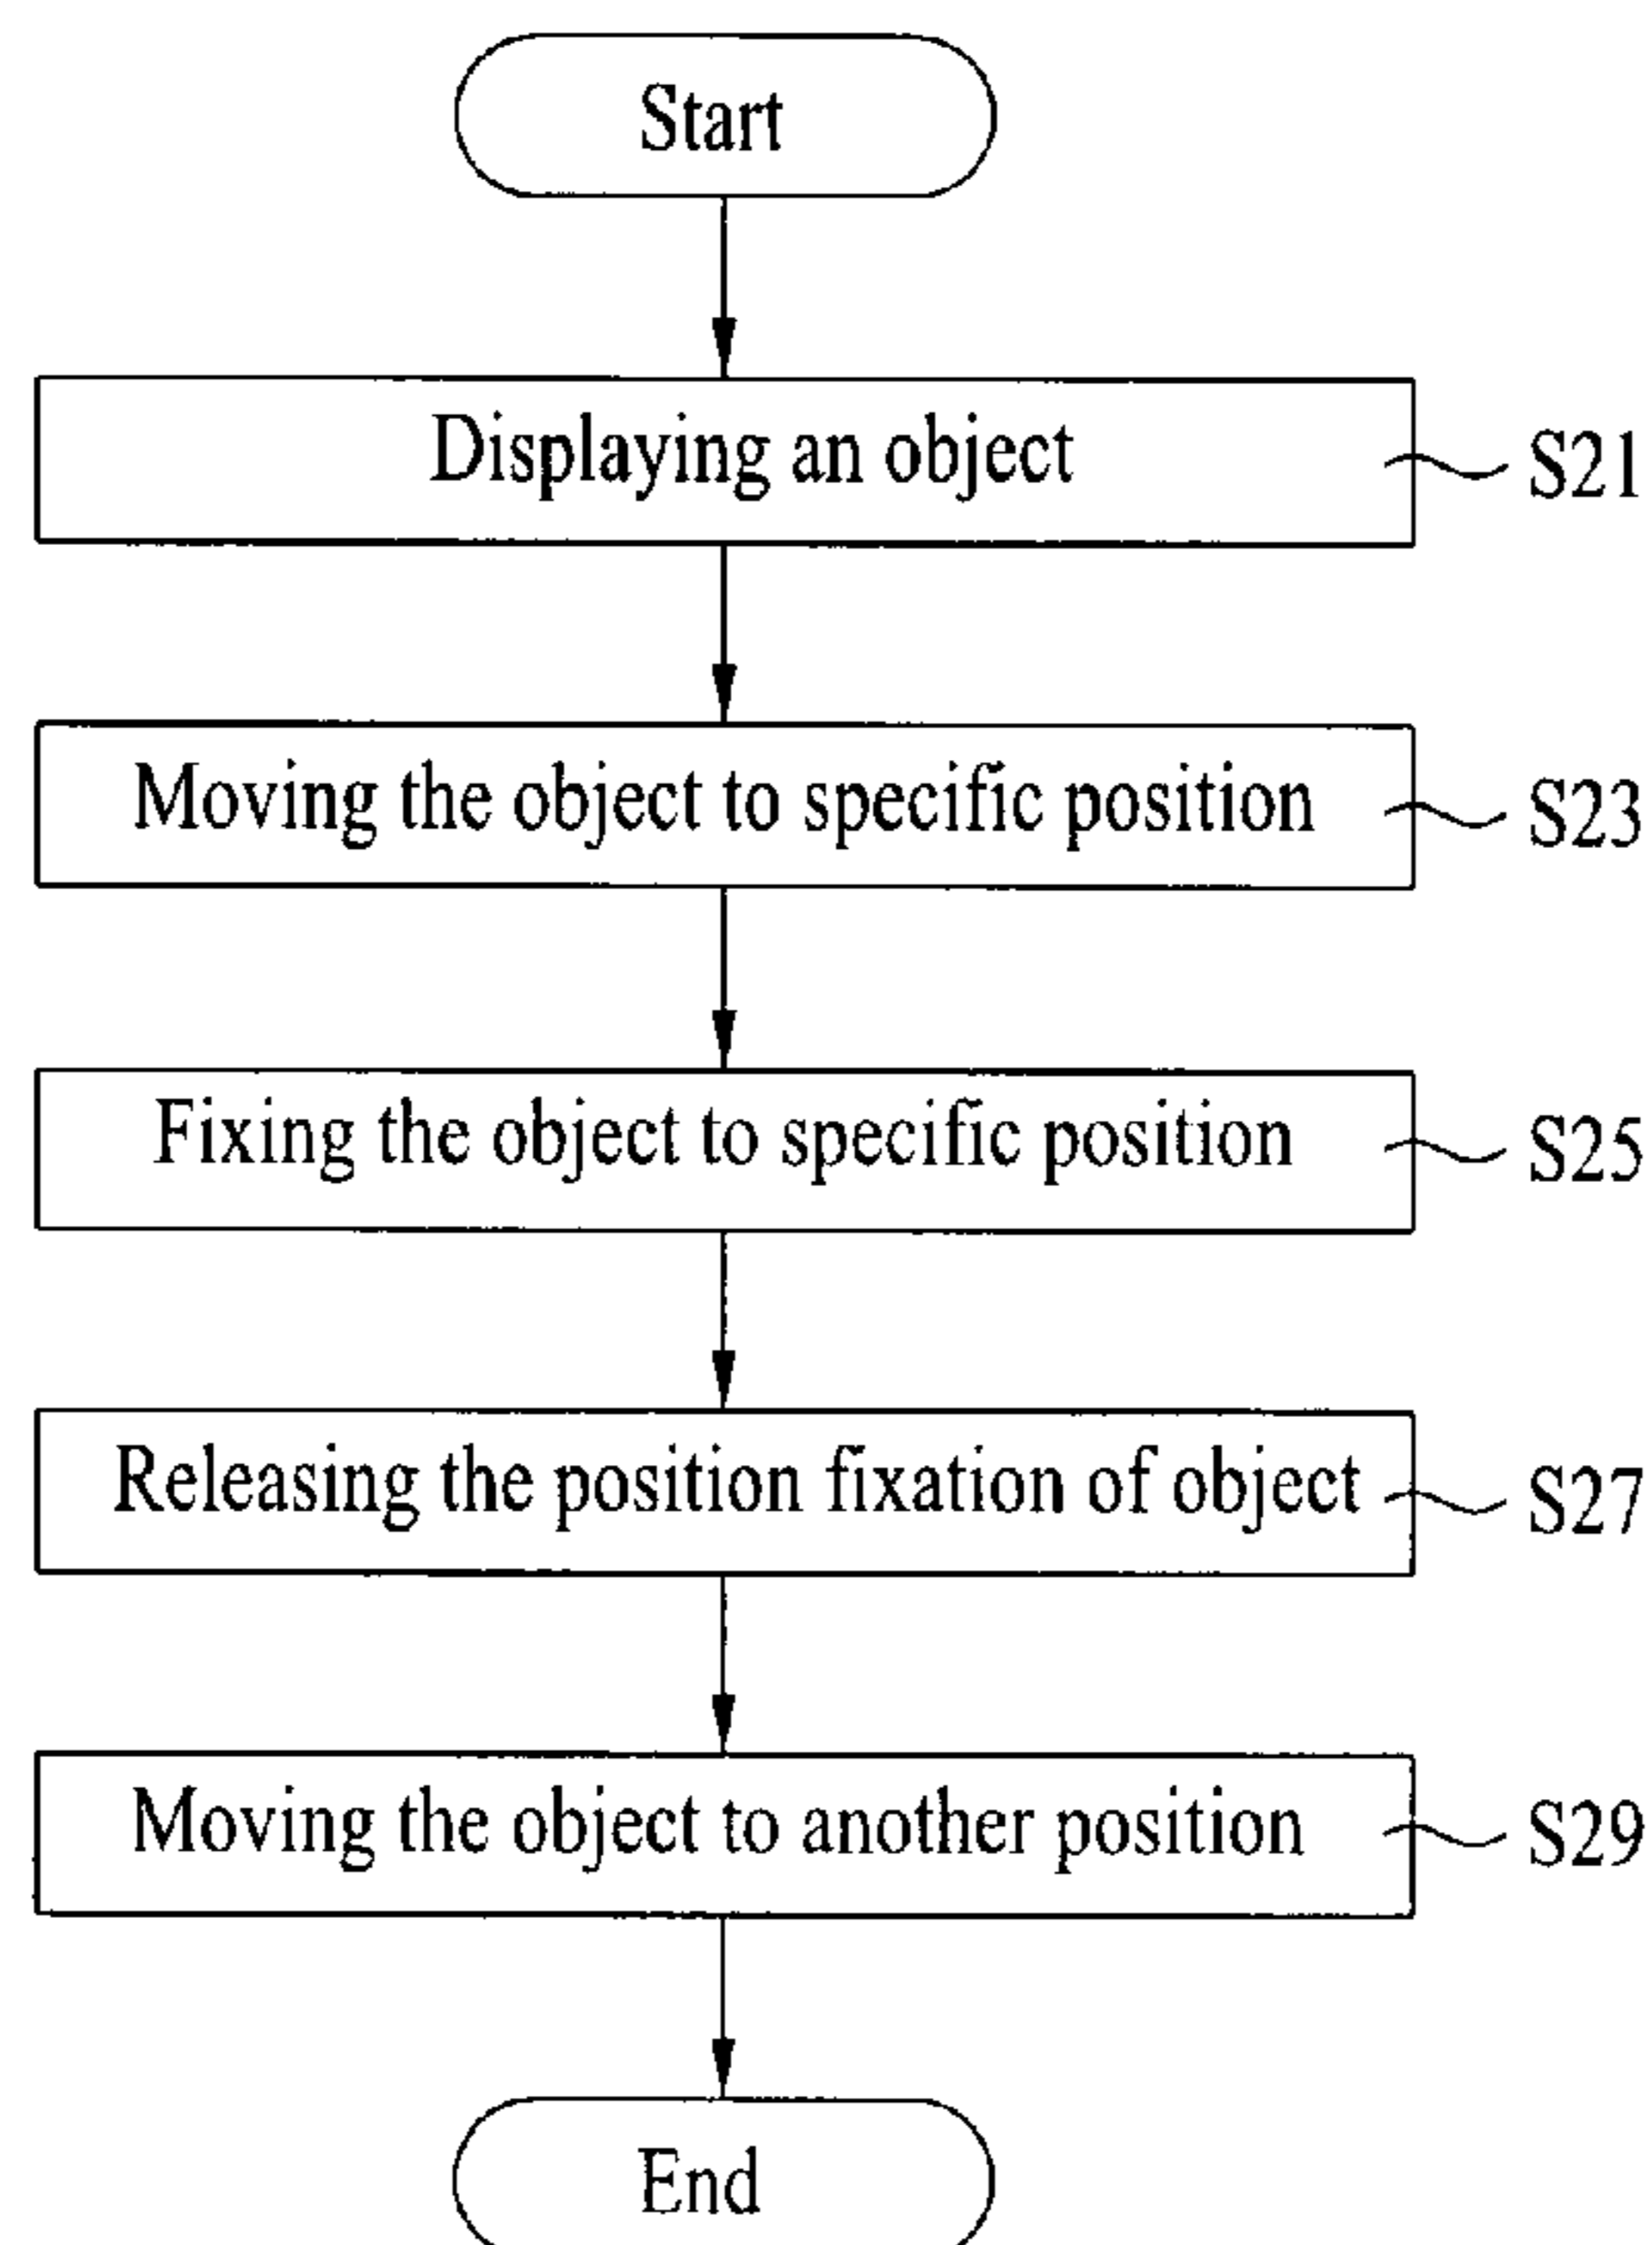 Start
Displaying an object
S21
Moving the object to specific position
S23
Fixing the object to specific position
S25
Releasing the position fixation of object
S27
Moving the object to another position
S29
End